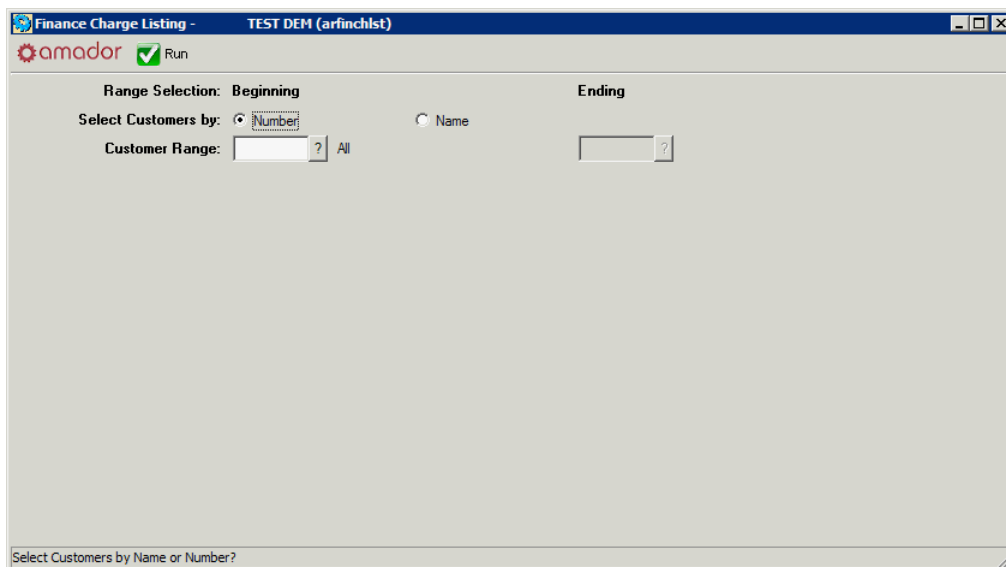 Finance Charge Listing - TEST DEM (arfinchlst)
amador Run
Range Selection: Beginning Ending
Select Customers by: Number Name
Customer Range: ? All ?
Select Customers by Name or Number?